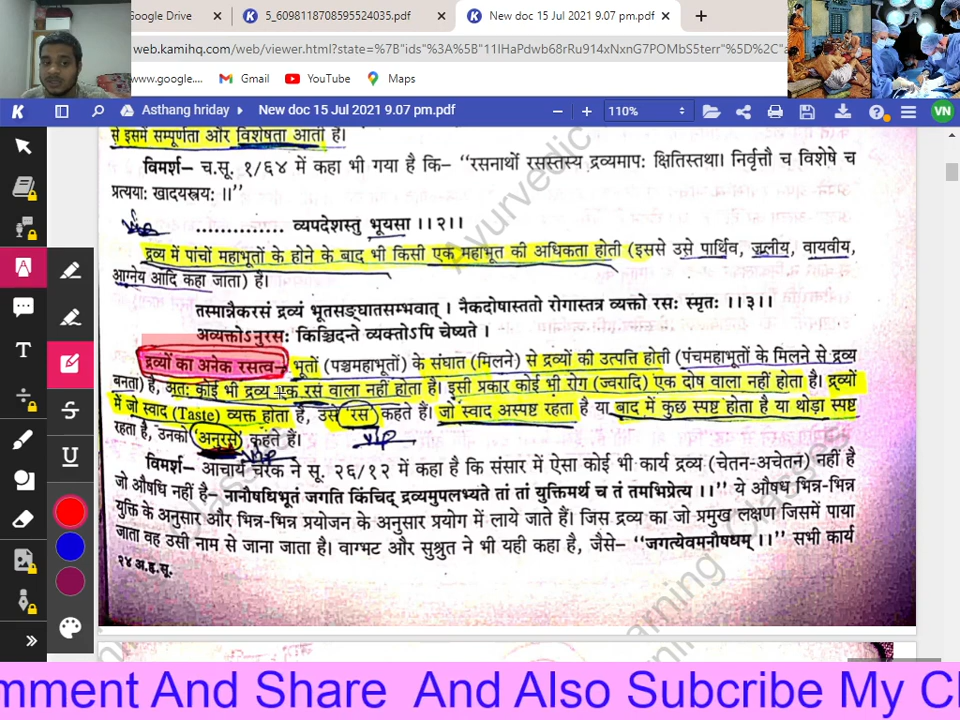 Google Drive
5_6098118708595524035.pdf
New doc 15 Jul 2021 9.07 pm.pdf
web.kamihq.com/web/viewer.html?state=%7B"ids"%3A%5B"11lHaPdwb68rRu914xNxnG7POMbS5terr"%5D%2C"a
www.google....
Gmail
YouTube
Maps
K
Asthang hriday
New doc 15 Jul 2021 9.07 pm.pdf
110%
VN
से इसमें सम्पूर्णता और विशेषता आती है।
विमर्श– च.सू. १/६४ में कहा भी गया है कि– ‘‘रसनार्थो रसस्तस्य द्रव्यमापः क्षितिस्तथा। निर्वृत्तौ च विशेषे च
प्रत्ययाः खादयस्त्रयः।।’’
.............. व्यपदेशस्तु भूयसा ।।२।।
द्रव्य में पांचों महाभूतों के होने के बाद भी किसी एक महाभूत की अधिकता होती (इससे उसे पार्थिव, जलीय, वायवीय,
आग्नेय आदि कहा जाता) है।
तस्मान्नैकरसं द्रव्यं भूतसङ्घातसम्भवात् । नैकदोषास्ततो रोगास्तत्र व्यक्तो रसः स्मृतः ।।३।।
अव्यक्तोऽनुरसः किञ्चिदन्ते व्यक्तोऽपि चेष्यते ।
द्रव्यों का अनेक रसत्व– भूतों (पञ्चमहाभूतों) के संघात (मिलने) से द्रव्यों की उत्पति होती (पंचमहाभूतों के मिलने से द्रव्य
बनता) है, अतः कोई भी द्रव्य एक रस वाला नहीं होता है। इसी प्रकार कोई भी रोग (ज्वरादि) एक दोष वाला नहीं होता है। द्रव्यों
में जो स्वाद (Taste) व्यक्त होता है, उसे 'रस' कहते हैं। जो स्वाद अस्पष्ट रहता है या बाद में कुछ स्पष्ट होता है या थोड़ा स्पष्ट
रहता है, उनको 'अनुरस' कहते हैं।
विमर्श– आचार्य चरक ने सू. २६/१२ में कहा है कि संसार में ऐसा कोई भी कार्य द्रव्य (चेतन-अचेतन) नहीं है
जो औषधि नहीं है– नानौषधिभूतं जगति किंचिद् द्रव्यमुपलभ्यते तां तां युक्तिमर्थ च तं तमभिप्रेत्य ।।’’ ये औषध भिन्न-भिन्न
युक्ति के अनुसार और भिन्न-भिन्न प्रयोजन के अनुसार प्रयोग में लाये जाते हैं। जिस द्रव्य का जो प्रमुख लक्षण जिसमें पाया
जाता वह उसी नाम से जाना जाता है। वाग्भट और सुश्रुत ने भी यही कहा है, जैसे– ‘‘जगत्येवमनौषधम् ।।’’ सभी कार्य
२४ अ.ह.सू.
mment And Share And Also Subcribe My C